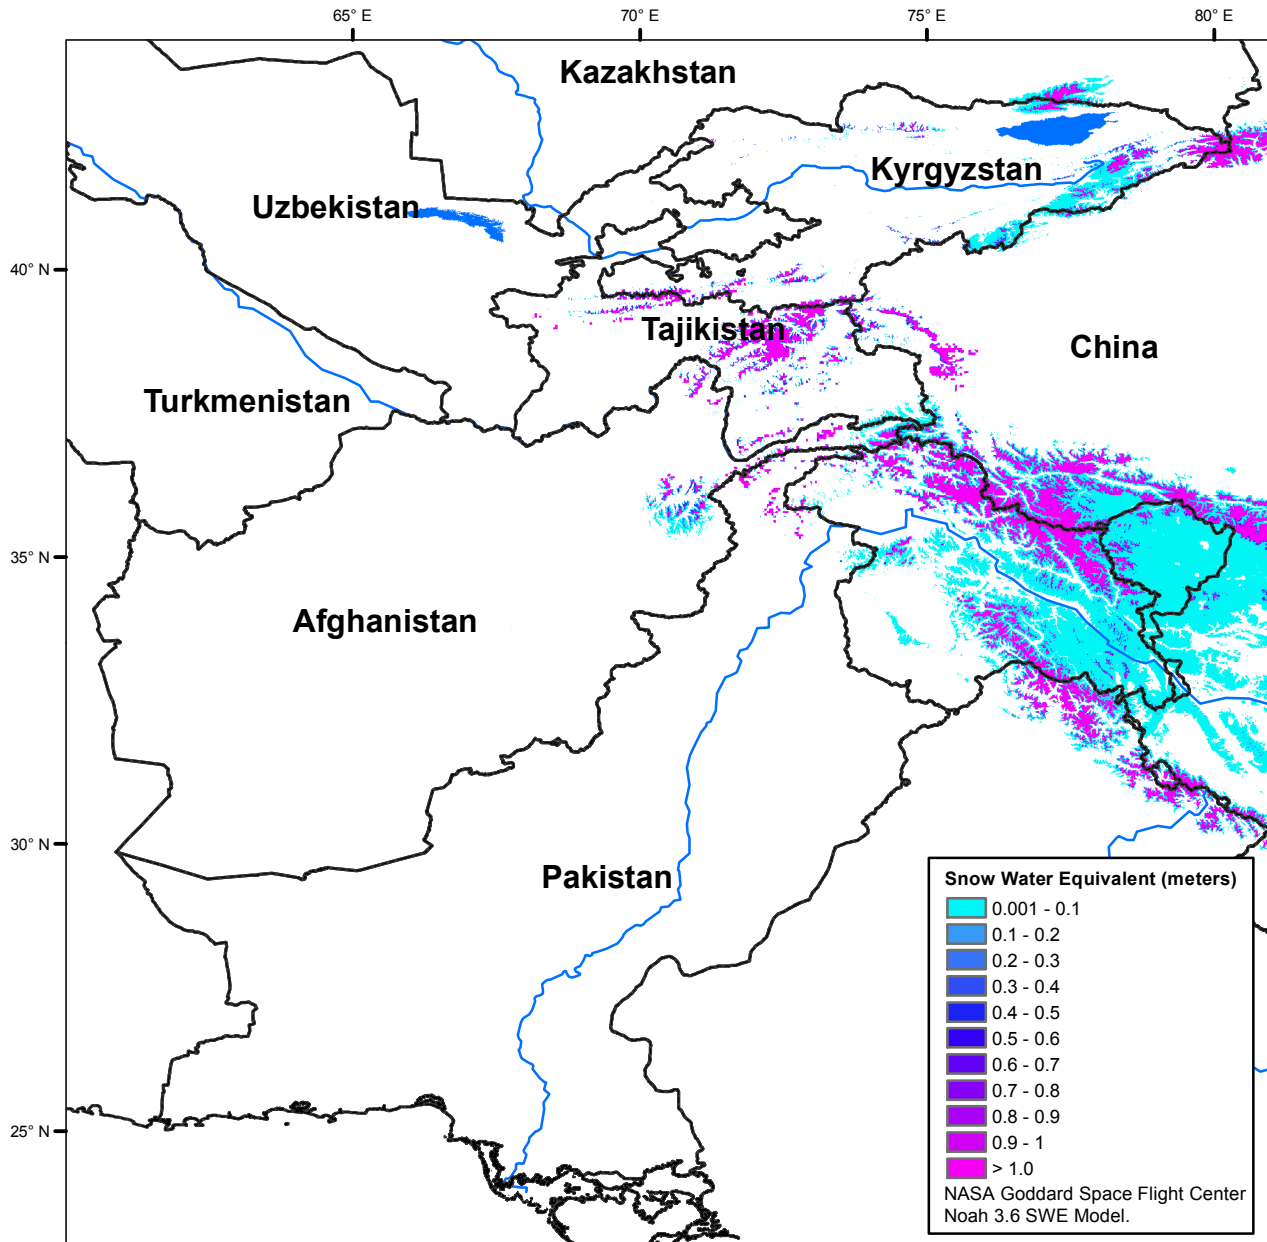 65° E
70° E
75° E
80° E
Kazakhstan
Kyrgyzstan
Uzbekistan
40° N
Tajikistan
China
Turkmenistan
35° N
Afghanistan
30° N
Pakistan
Snow Water Equivalent (meters)
0.001 - 0.1
0.1 - 0.2
0.2 - 0.3
0.3 - 0.4
0.4 - 0.5
0.5 - 0.6
0.6 - 0.7
0.7 - 0.8
0.8 - 0.9
0.9 - 1
> 1.0
NASA Goddard Space Flight Center
Noah 3.6 SWE Model.
25° N